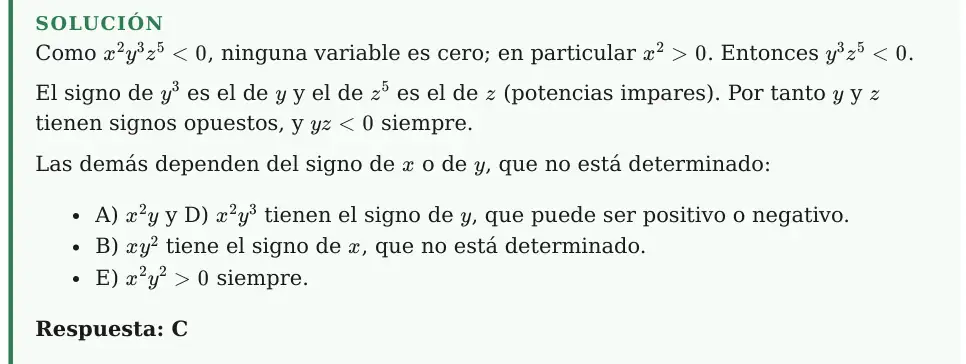 SOLUCIÓN
Como x²y³z⁵ < 0, ninguna variable es cero; en particular x² > 0. Entonces y³z⁵ < 0.
El signo de y³ es el de y y el de z⁵ es el de z (potencias impares). Por tanto y y z
tienen signos opuestos, y yz < 0 siempre.
Las demás dependen del signo de x o de y, que no está determinado:
• A) x²y y D) x²y³ tienen el signo de y, que puede ser positivo o negativo.
• B) xy² tiene el signo de x, que no está determinado.
• E) x²y² > 0 siempre.
Respuesta: C